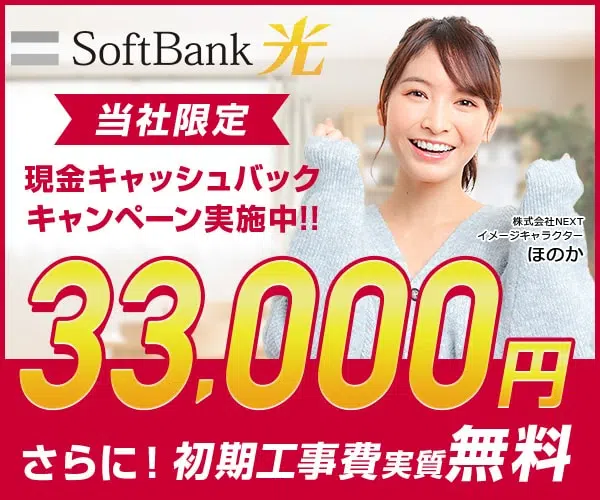 SoftBank 光
当社限定
現金キャッシュバック
キャンペーン実施中!!
株式会社NEXT
イメージキャラクター
ほのか
33,000円
さらに！初期工事費実質無料